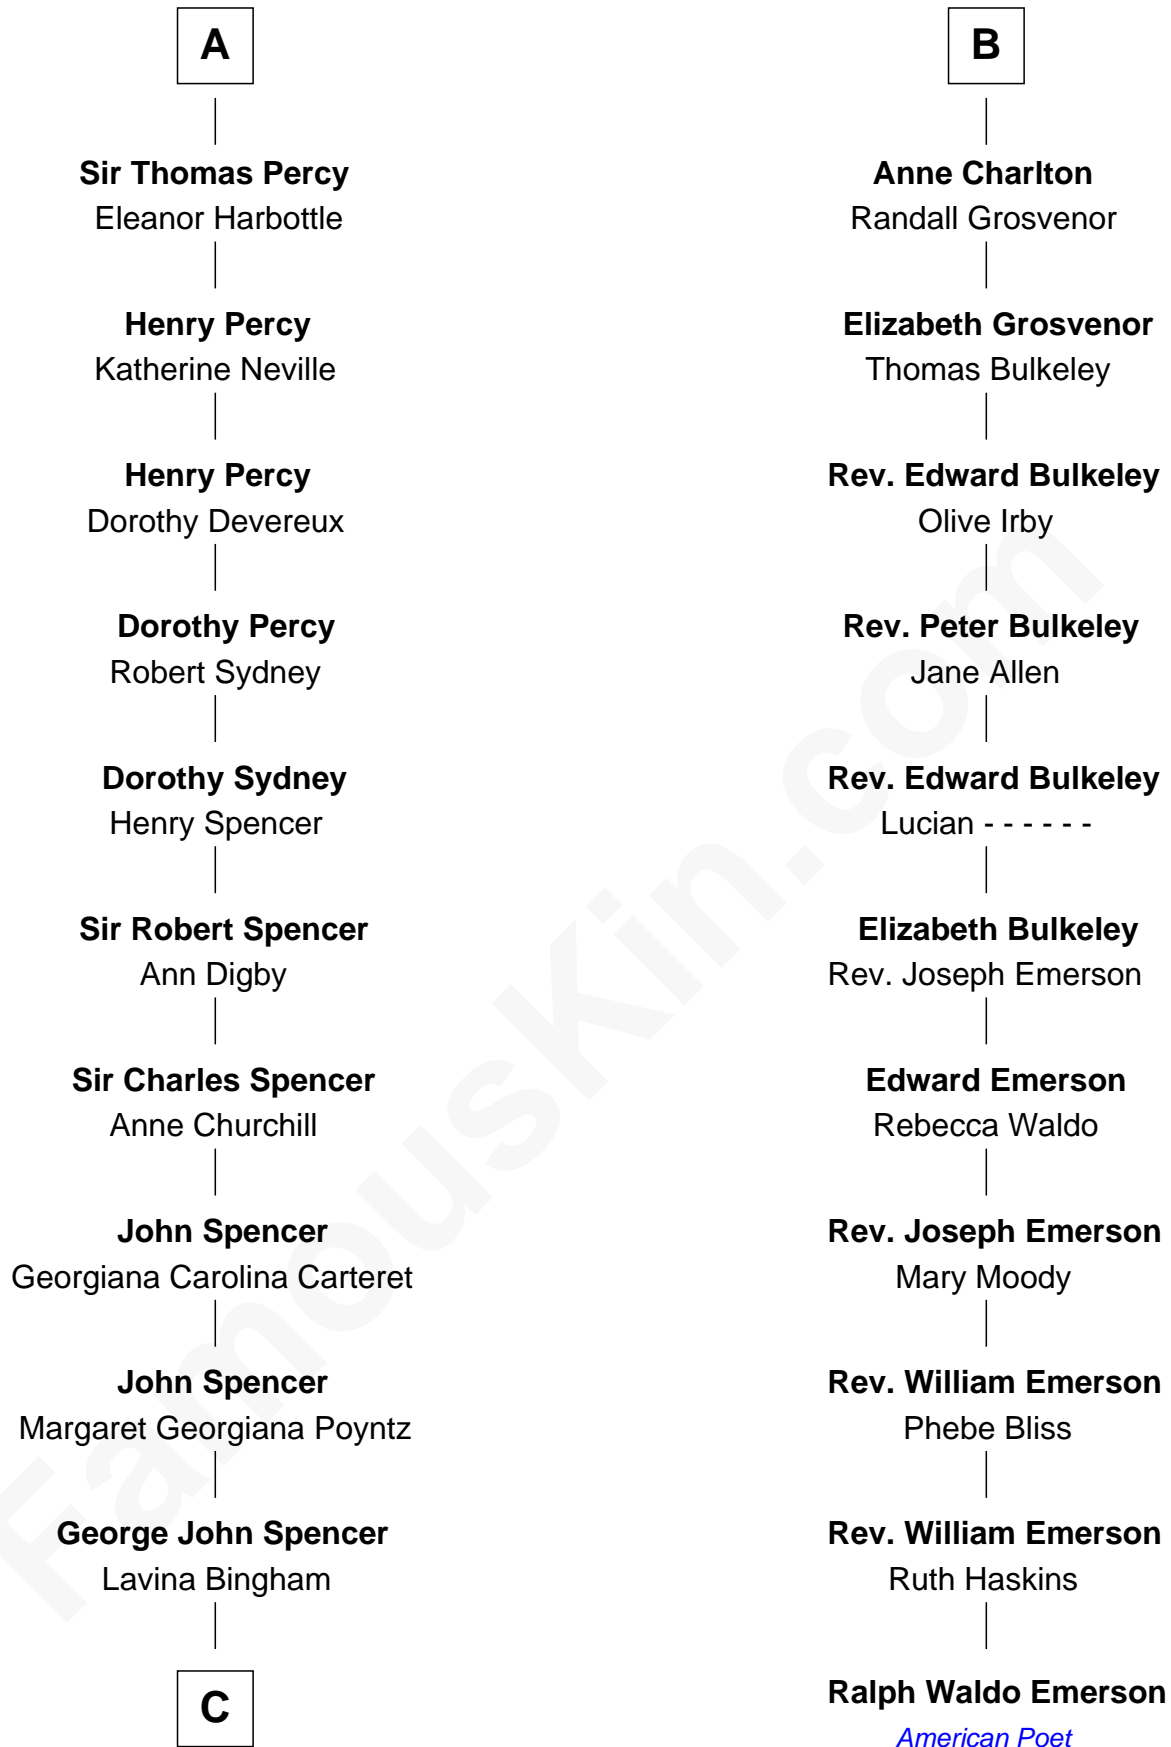 A
Sir Thomas Percy
Eleanor Harbottle
Henry Percy
Katherine Neville
Henry Percy
Dorothy Devereux
Dorothy Percy
Robert Sydney
Dorothy Sydney
Henry Spencer
Sir Robert Spencer
Ann Digby
Sir Charles Spencer
Anne Churchill
John Spencer
Georgiana Carolina Carteret
John Spencer
Margaret Georgiana Poyntz
George John Spencer
Lavina Bingham
C
B
Anne Charlton
Randall Grosvenor
Elizabeth Grosvenor
Thomas Bulkeley
Rev. Edward Bulkeley
Olive Irby
Rev. Peter Bulkeley
Jane Allen
Rev. Edward Bulkeley
Lucian - - - - - -
Elizabeth Bulkeley
Rev. Joseph Emerson
Edward Emerson
Rebecca Waldo
Rev. Joseph Emerson
Mary Moody
Rev. William Emerson
Phebe Bliss
Rev. William Emerson
Ruth Haskins
Ralph Waldo Emerson
American Poet
FamousKin.com